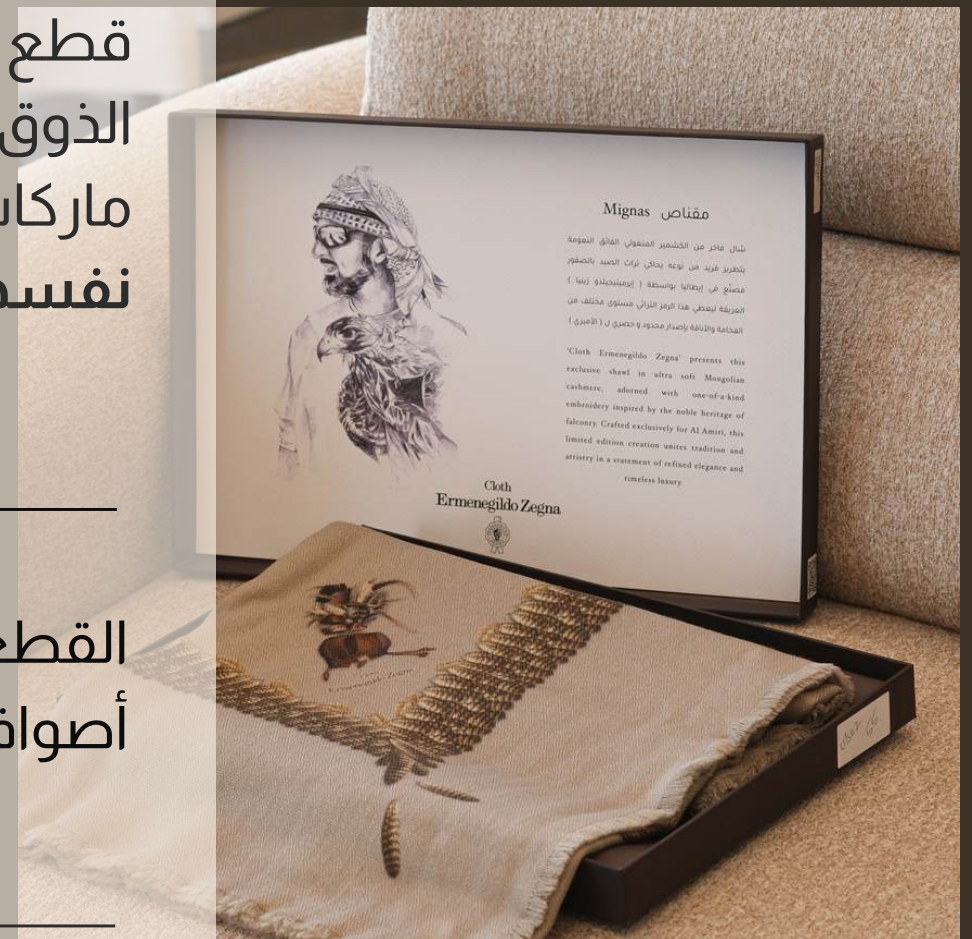 قطع
الذوق
ماركات
نفسه
القطع
أصواف
Mignas مقناص
شال فاخر من الكشمير المنغولي الفائق النعومة
بتطريز فريد من نوعه يحاكي تراث الصيد بالصقور
مصنّع في إيطاليا بواسطة ( إيرمينيجيلدو زينيا )
العريقة ليعطي هذا الرمز التراثي مستوى مختلف من
الفخامة والأناقة بإصدار محدود و حصري ل ( الأميري )
'Cloth Ermenegildo Zegna' presents this
exclusive shawl in ultra soft Mongolian
cashmere, adorned with one-of-a-kind
embroidery inspired by the noble heritage of
falconry. Crafted exclusively for Al Amiri, this
limited edition creation unites tradition and
artistry in a statement of refined elegance and
timeless luxury.
Cloth
Ermenegildo Zegna
Ermenegildo Zegna